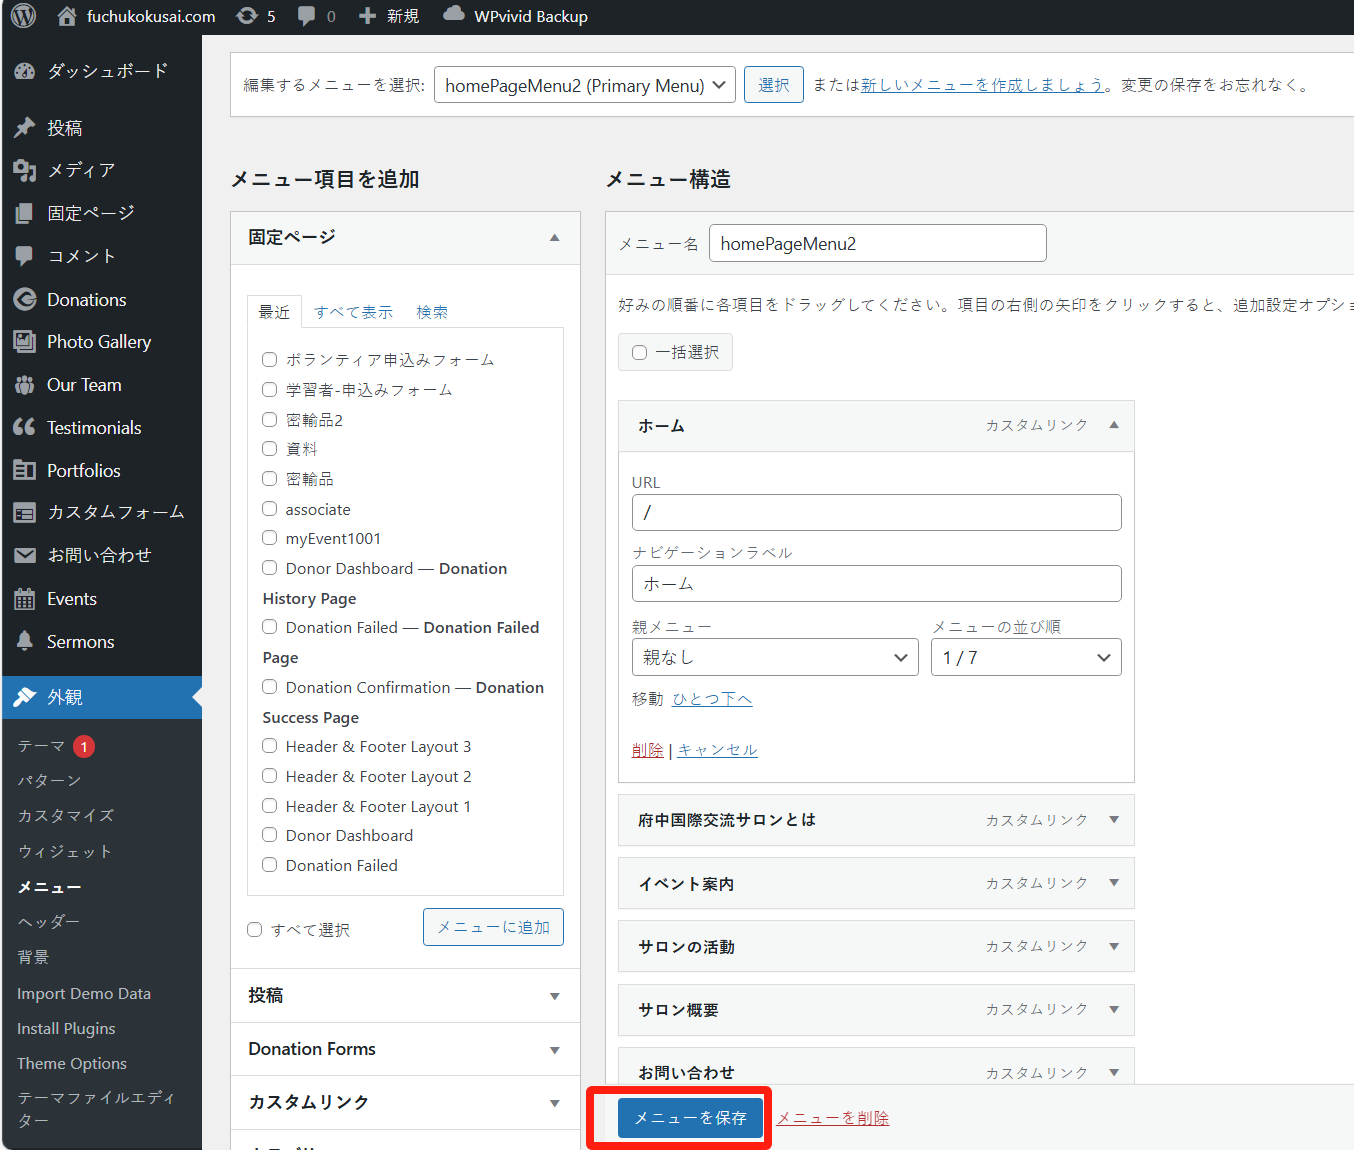 fuchukokusai.com 5 0 新規 WPvivid Backup
ダッシュボード
投稿
メディア
固定ページ
コメント
Donations
Photo Gallery
Our Team
Testimonials
Portfolios
カスタムフォーム
お問い合わせ
Events
Sermons
外観
テーマ 1
パターン
カスタマイズ
ウィジェット
メニュー
ヘッダー
背景
Import Demo Data
Install Plugins
Theme Options
テーマファイルエディ
ター
編集するメニューを選択: homePageMenu2 (Primary Menu) 選択 または新しいメニューを作成しましょう。変更の保存をお忘れなく。
メニュー項目を追加
固定ページ
最近 すべて表示 検索
ボランティア申込みフォーム
学習者-申込みフォーム
密輸品2
資料
密輸品
associate
myEvent1001
Donor Dashboard — Donation
History Page
Donation Failed — Donation Failed
Page
Donation Confirmation — Donation
Success Page
Header & Footer Layout 3
Header & Footer Layout 2
Header & Footer Layout 1
Donor Dashboard
Donation Failed
すべて選択 メニューに追加
投稿
Donation Forms
カスタムリンク
メニュー構造
メニュー名 homePageMenu2
好みの順番に各項目をドラッグしてください。項目の右側の矢印をクリックすると、追加設定オプショ
一括選択
ホーム カスタムリンク
URL
/
ナビゲーションラベル
ホーム
親メニュー メニューの並び順
親なし 1 / 7
移動 ひとつ下へ
削除 | キャンセル
府中国際交流サロンとは カスタムリンク
イベント案内 カスタムリンク
サロンの活動 カスタムリンク
サロン概要 カスタムリンク
お問い合わせ カスタムリンク
メニューを保存 メニューを削除